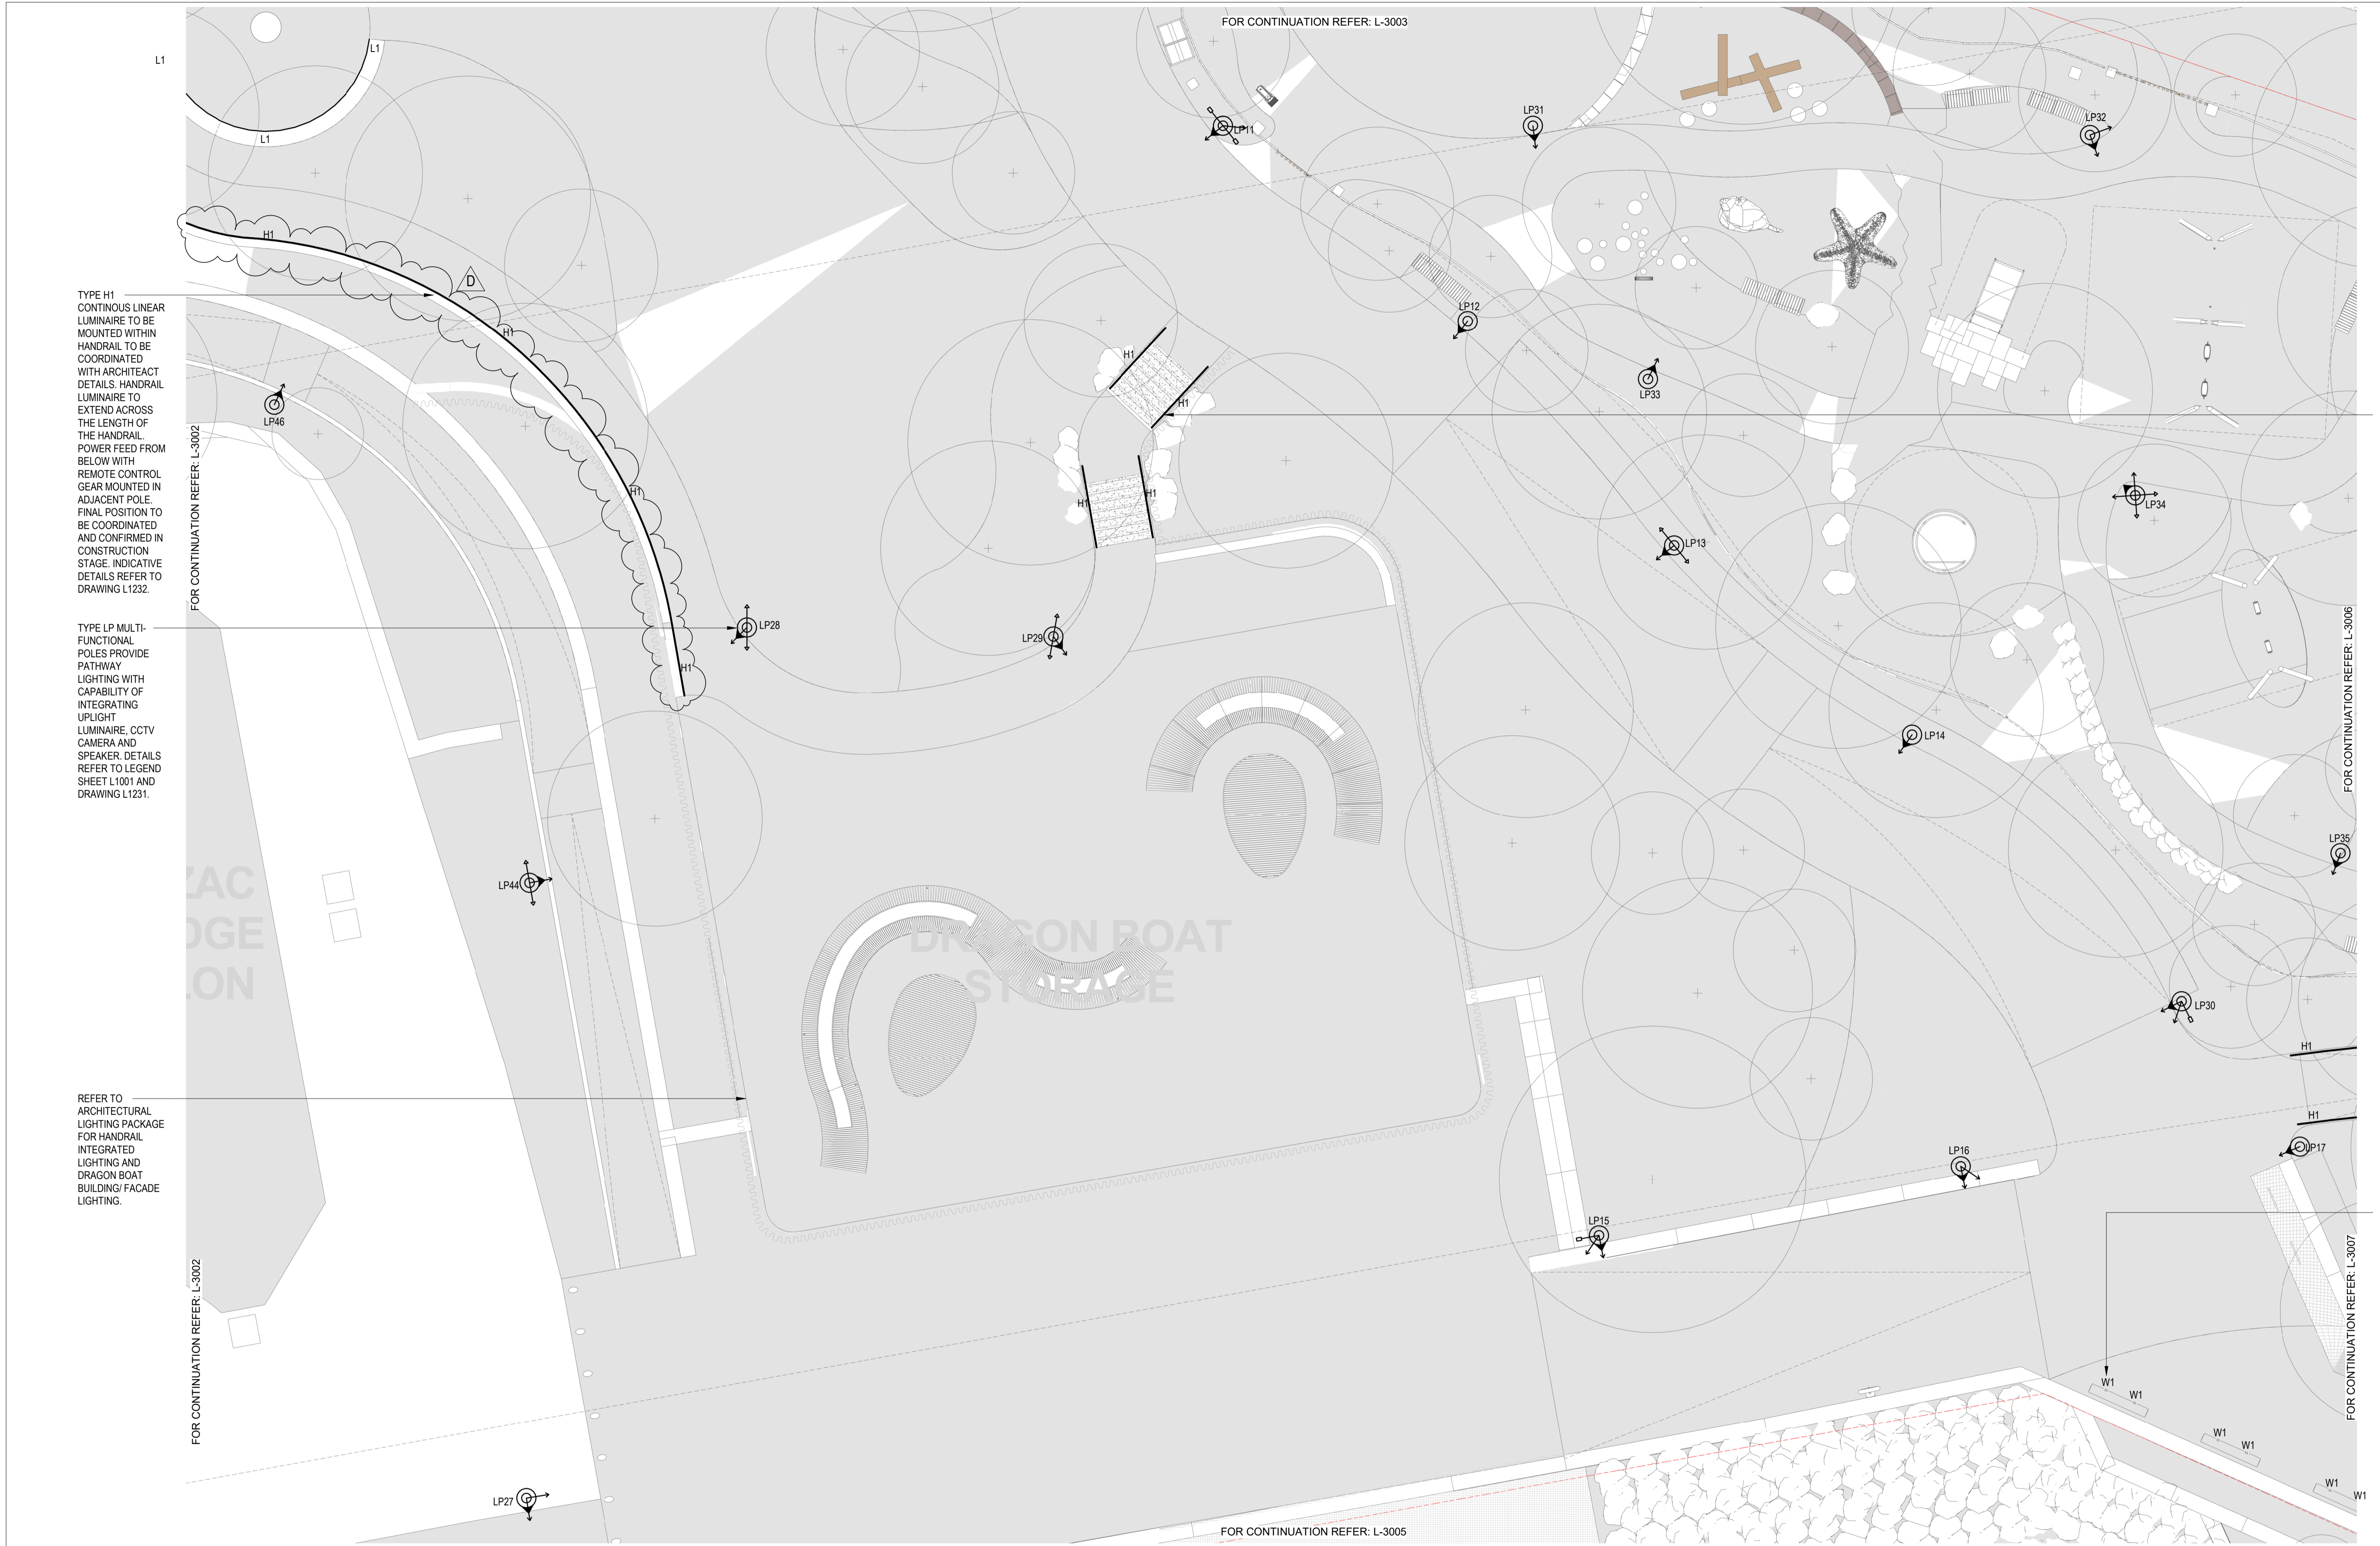 FOR CONTINUATION REFER: L-3003
L1
L1
L1
LP11
LP31
LP32
H1
D
TYPE H1
CONTINOUS LINEAR
LUMINAIRE TO BE
MOUNTED WITHIN
HANDRAIL TO BE
COORDINATED
WITH ARCHITEACT
DETAILS. HANDRAIL
LUMINAIRE TO
EXTEND ACROSS
THE LENGTH OF
THE HANDRAIL.
POWER FEED FROM
BELOW WITH
REMOTE CONTROL
GEAR MOUNTED IN
ADJACENT POLE.
FINAL POSITION TO
BE COORDINATED
AND CONFIRMED IN
CONSTRUCTION
STAGE. INDICATIVE
DETAILS REFER TO
DRAWING L1232.
H1
LP12
H1
LP33
H1
LP46
FOR CONTINUATION REFER: L-3002
H1
H1
H1
LP34
LP13
TYPE LP MULTI-
FUNCTIONAL
POLES PROVIDE
PATHWAY
LIGHTING WITH
CAPABILITY OF
INTEGRATING
UPLIGHT
LUMINAIRE, CCTV
CAMERA AND
SPEAKER. DETAILS
REFER TO LEGEND
SHEET L1001 AND
DRAWING L1231.
LP28
LP29
H1
FOR CONTINUATION REFER: L-3006
LP14
LP35
LP44
ZAC
DGE
LON
DRAGON BOAT
STORAGE
LP30
H1
H1
LP17
REFER TO
ARCHITECTURAL
LIGHTING PACKAGE
FOR HANDRAIL
INTEGRATED
LIGHTING AND
DRAGON BOAT
BUILDING/ FACADE
LIGHTING.
LP16
LP15
FOR CONTINUATION REFER: L-3002
FOR CONTINUATION REFER: L-3007
W1
W1
W1
W1
W1
W1
LP27
FOR CONTINUATION REFER: L-3005